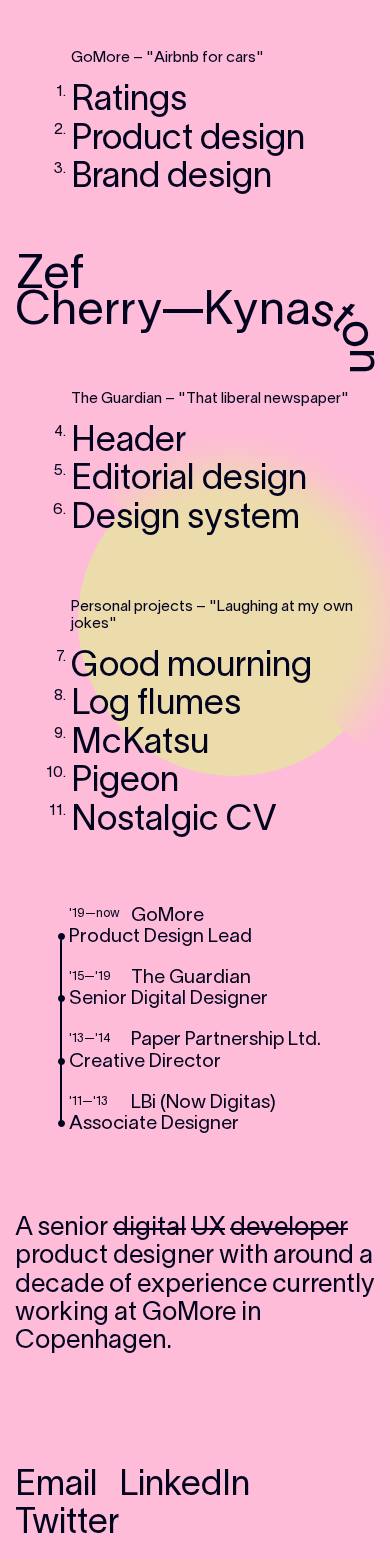 GoMore – "Airbnb for cars"
1. Ratings
2. Product design
3. Brand design
Zef
Cherry—Kynaston
The Guardian – "That liberal newspaper"
4. Header
5. Editorial design
6. Design system
Personal projects – "Laughing at my own
jokes"
7. Good mourning
8. Log flumes
9. McKatsu
10. Pigeon
11. Nostalgic CV
'19—now GoMore
Product Design Lead
'15—'19 The Guardian
Senior Digital Designer
'13—'14 Paper Partnership Ltd.
Creative Director
'11—'13 LBi (Now Digitas)
Associate Designer
A senior digital UX developer
product designer with around a
decade of experience currently
working at GoMore in
Copenhagen.
Email LinkedIn
Twitter